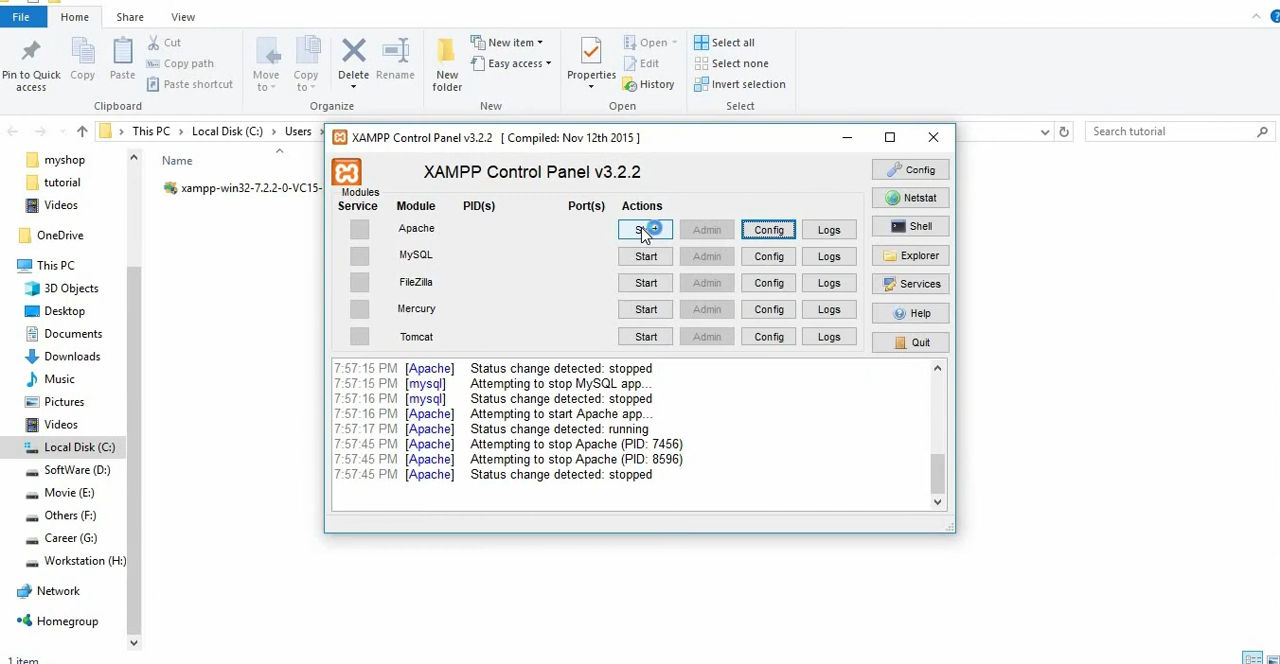 File Home Share View
Pin to Quick access
Copy
Paste
Cut
Copy path
Paste shortcut
Clipboard
Move to
Copy to
Delete
Rename
Organize
New folder
New item
Easy access
New
Properties
Open
Edit
History
Open
Select all
Select none
Invert selection
Select
This PC Local Disk (C:) Users
Search tutorial
myshop
tutorial
Videos
OneDrive
This PC
3D Objects
Desktop
Documents
Downloads
Music
Pictures
Videos
Local Disk (C:)
SoftWare (D:)
Movie (E:)
Others (F:)
Career (G:)
Workstation (H:)
Network
Homegroup
1 item
Name
xampp-win32-7.2.2-0-VC15-
XAMPP Control Panel v3.2.2 [ Compiled: Nov 12th 2015 ]
XAMPP Control Panel v3.2.2
Modules
Service Module PID(s) Port(s) Actions
Apache Admin Config Logs
MySQL Start Admin Config Logs
FileZilla Start Admin Config Logs
Mercury Start Admin Config Logs
Tomcat Start Admin Config Logs
Config
Netstat
Shell
Explorer
Services
Help
Quit
7:57:15 PM [Apache] Status change detected: stopped
7:57:15 PM [mysql] Attempting to stop MySQL app...
7:57:16 PM [mysql] Status change detected: stopped
7:57:16 PM [Apache] Attempting to start Apache app...
7:57:17 PM [Apache] Status change detected: running
7:57:45 PM [Apache] Attempting to stop Apache (PID: 7456)
7:57:45 PM [Apache] Attempting to stop Apache (PID: 8596)
7:57:45 PM [Apache] Status change detected: stopped